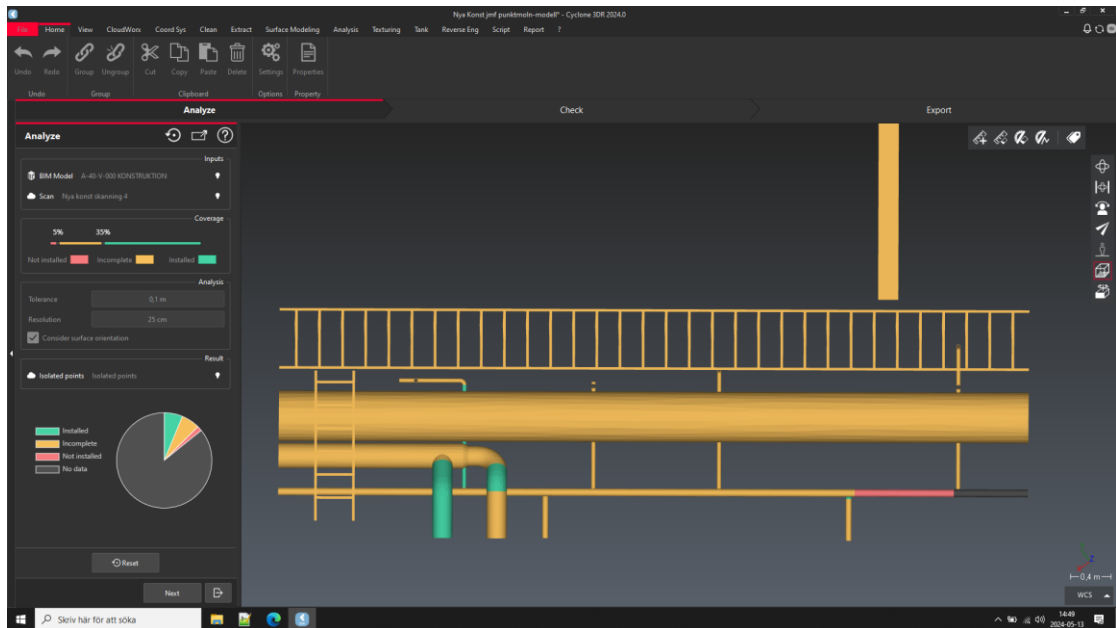 Nya Konst jmf punktmoln-modell* - Cyclone 3DR 2024.0
File Home View CloudWorx Coord Sys Clean Extract Surface Modeling Analysis Texturing Tank Reverse Eng Script Report ?
Undo Redo Group Ungroup Cut Copy Paste Delete Settings Properties
Undo Group Clipboard Options Property
Analyze Check Export
Analyze
Inputs
BIM Model A-40-V-000 KONSTRUKTION
Scan Nya konst skanning 4
Coverage
5% 35%
Not installed Incomplete Installed
Analysis
Tolerance 0,1 m
Resolution 25 cm
Consider surface orientation
Result
Isolated points Isolated points
Installed
Incomplete
Not installed
No data
Reset
Next
Z
0,4 m
WCS
Skriv här för att söka
14:49
2024-05-13